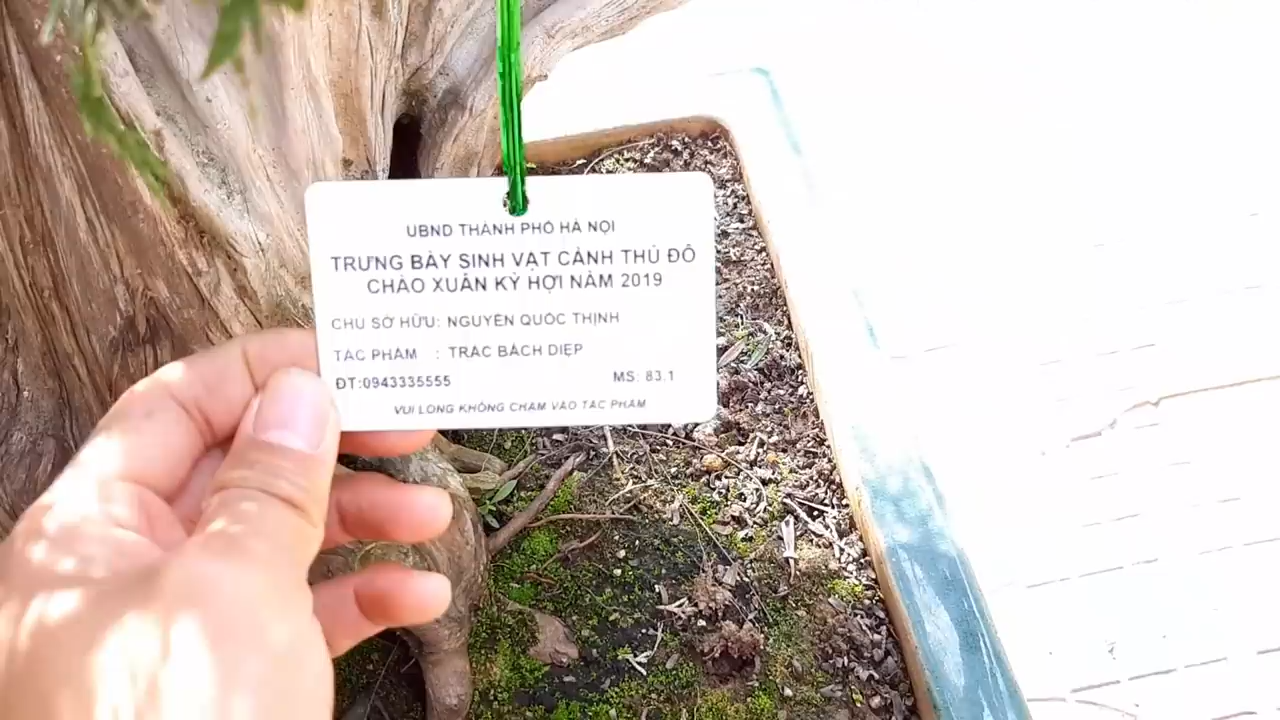 UBND THÀNH PHỐ HÀ NỘI
TRƯNG BÀY SINH VẬT CẢNH THỦ ĐÔ
CHÀO XUÂN KỶ HỢI NĂM 2019
CHỦ SỞ HỮU: NGUYỄN QUỐC THỊNH
TÁC PHẨM : TRẮC BÁCH DIỆP
ĐT:0943335555 MS: 83.1
VUI LÒNG KHÔNG CHẠM VÀO TÁC PHẨM